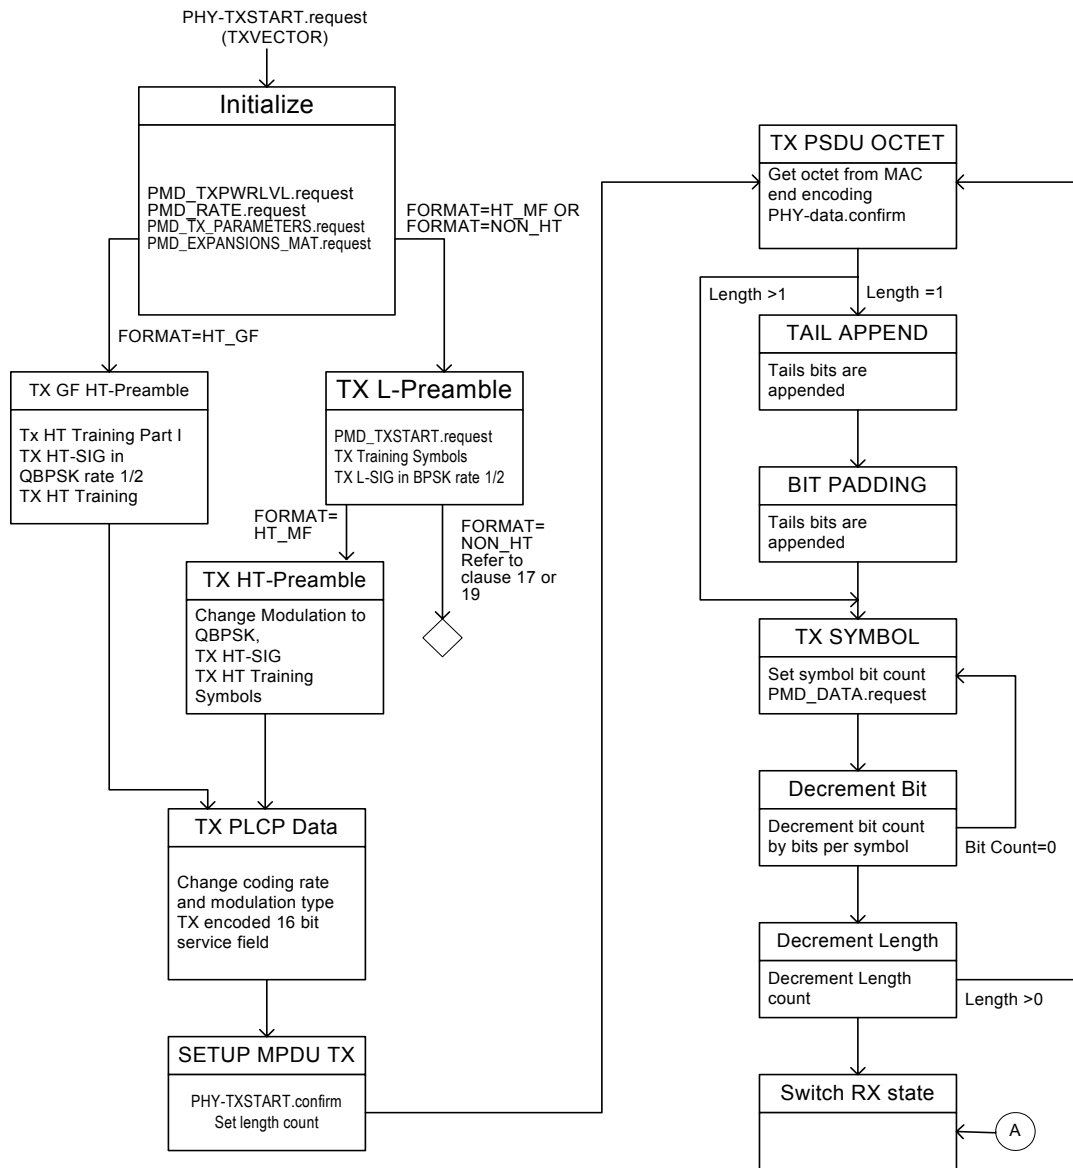 PHY-TXSTART.request
(TXVECTOR)
Initialize
PMD_TXPWRLVL.request
PMD_RATE.request
PMD_TX_PARAMETERS.request
PMD_EXPANSIONS_MAT.request
FORMAT=HT_MF OR
FORMAT=NON_HT
FORMAT=HT_GF
TX GF HT-Preamble
Tx HT Training Part I
TX HT-SIG in
QBPSK rate 1/2
TX HT Training
TX L-Preamble
PMD_TXSTART.request
TX Training Symbols
TX L-SIG in BPSK rate 1/2
FORMAT=
HT_MF
FORMAT=
NON_HT
Refer to
clause 17 or
19
TX HT-Preamble
Change Modulation to
QBPSK,
TX HT-SIG
TX HT Training
Symbols
TX PLCP Data
Change coding rate
and modulation type
TX encoded 16 bit
service field
SETUP MPDU TX
PHY-TXSTART.confirm
Set length count
TX PSDU OCTET
Get octet from MAC
end encoding
PHY-data.confirm
Length >1
Length =1
TAIL APPEND
Tails bits are
appended
BIT PADDING
Tails bits are
appended
TX SYMBOL
Set symbol bit count
PMD_DATA.request
Decrement Bit
Decrement bit count
by bits per symbol
Bit Count=0
Decrement Length
Decrement Length
count
Length >0
Switch RX state
A